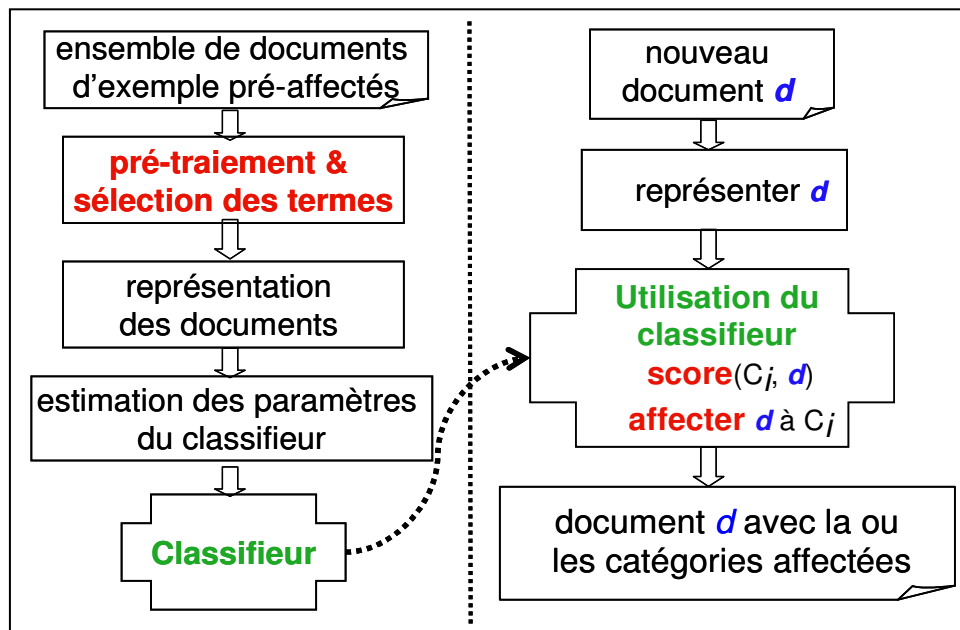 ensemble de documents
d'exemple pré-affectés
pré-traiement &
sélection des termes
représentation
des documents
estimation des paramètres
du classifieur
Classifieur
nouveau
document d
représenter d
Utilisation du
classifieur
score(Ci, d)
affecter d à Ci
document d avec la ou
les catégories affectées